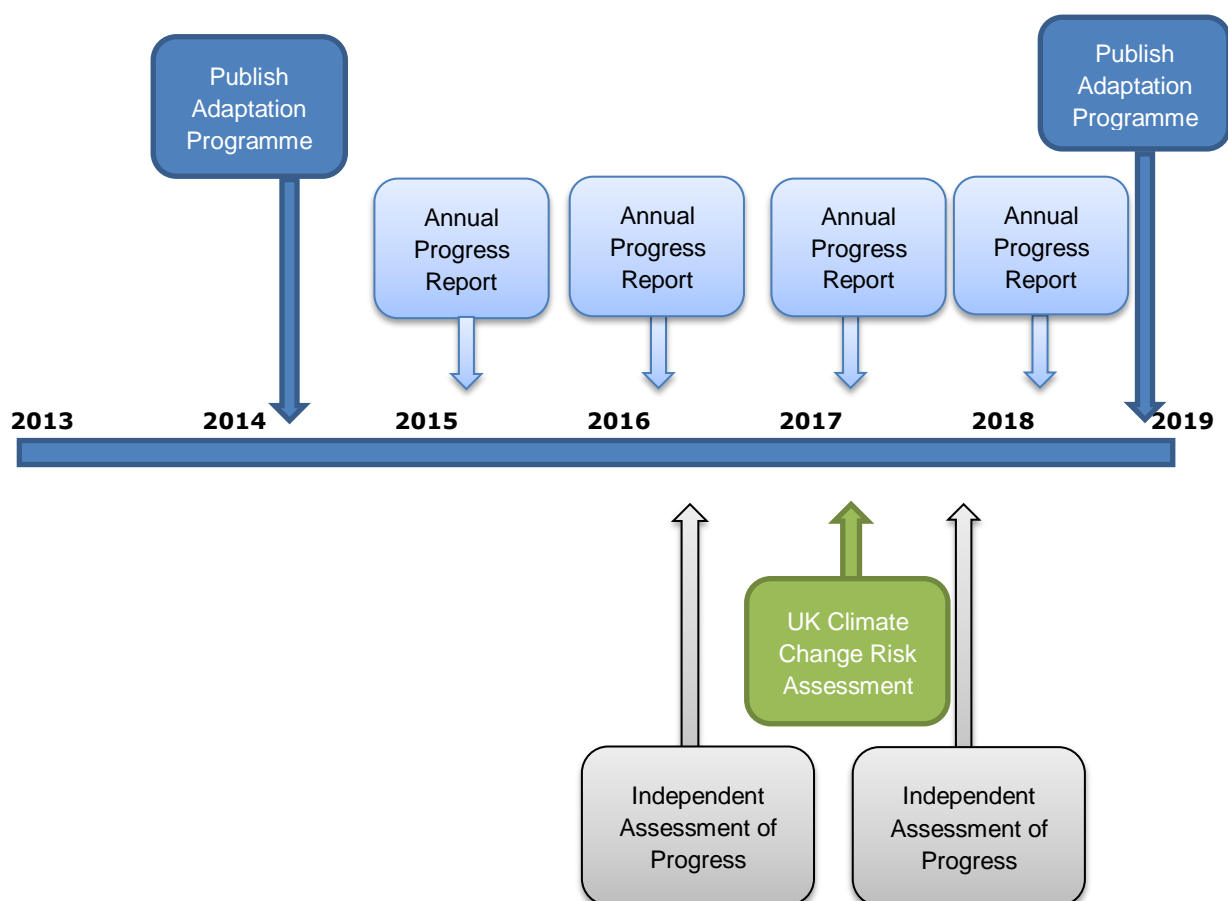 Publish
Adaptation
Programme
Publish
Adaptation
Programme
Annual
Progress
Report
Annual
Progress
Report
Annual
Progress
Report
Annual
Progress
Report
2013 2014 2015 2016 2017 2018 2019
UK Climate
Change Risk
Assessment
Independent
Assessment of
Progress
Independent
Assessment of
Progress